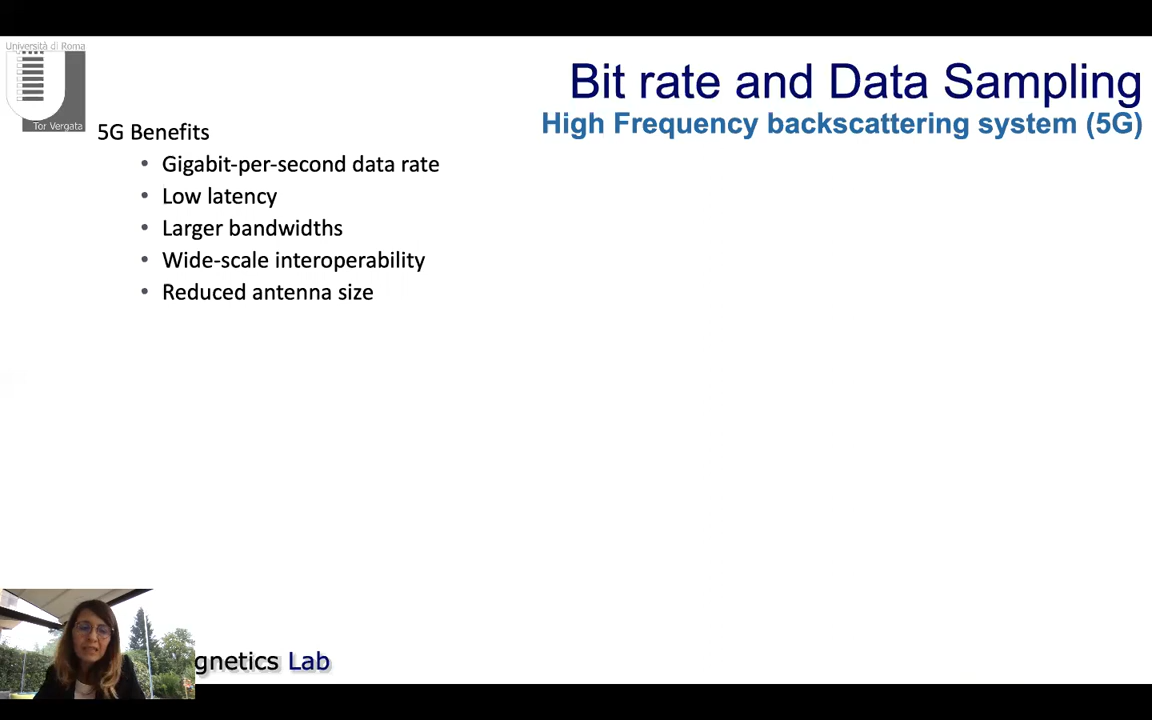 Università di Roma
Tor Vergata
Bit rate and Data Sampling
High Frequency backscattering system (5G)
5G Benefits
• Gigabit-per-second data rate
• Low latency
• Larger bandwidths
• Wide-scale interoperability
• Reduced antenna size
gnetics Lab